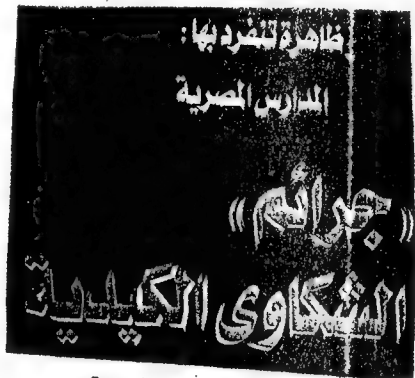 ظاهرة تنفرد بها :
المدارس المصرية
«جرائم»
الشكاوى الكيدية